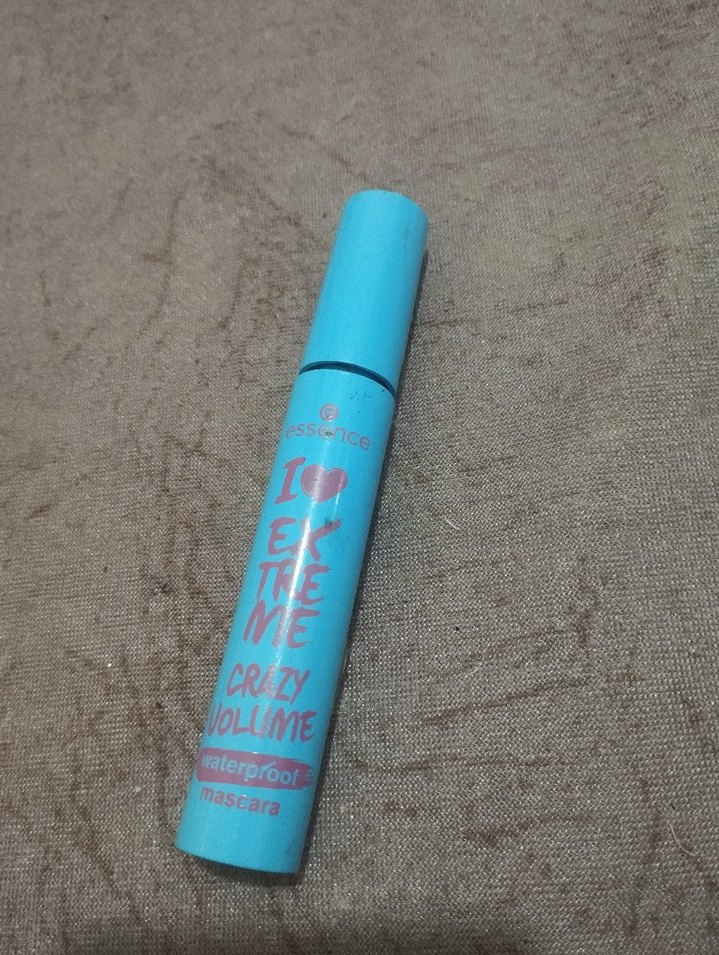 essence
I ♥
EX
TRE
ME
CRAZY
VOLUME
waterproof
mascara